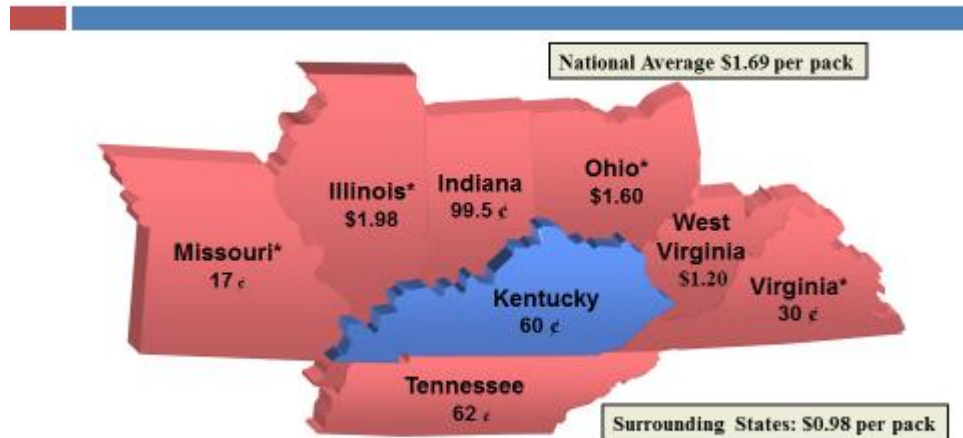 National Average $1.69 per pack
Illinois*
$1.98
Indiana
99.5 ¢
Ohio*
$1.60
Missouri*
17 ¢
West
Virginia
$1.20
Virginia*
30 ¢
Kentucky
60 ¢
Tennessee
62 ¢
Surrounding States: $0.98 per pack